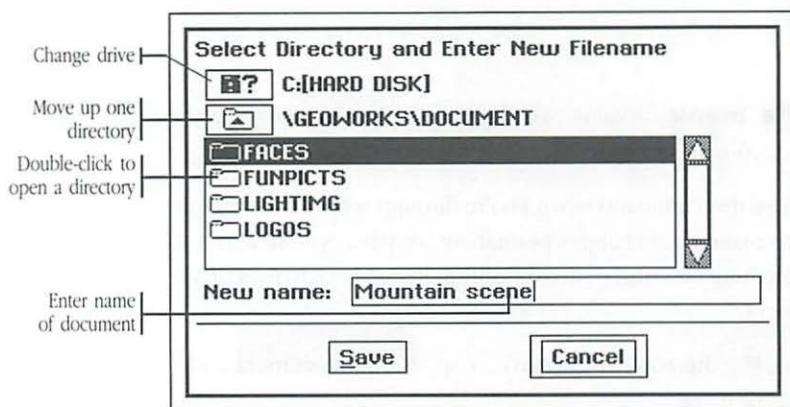 Select Directory and Enter New Filename
Change drive
?
C:[HARD DISK]
Move up one
directory
\GEOWORKS\DOCUMENT
Double-click to
open a directory
FACES
FUNPICTS
LIGHTIMG
LOGOS
Enter name
of document
New name: Mountain scene
Save
Cancel